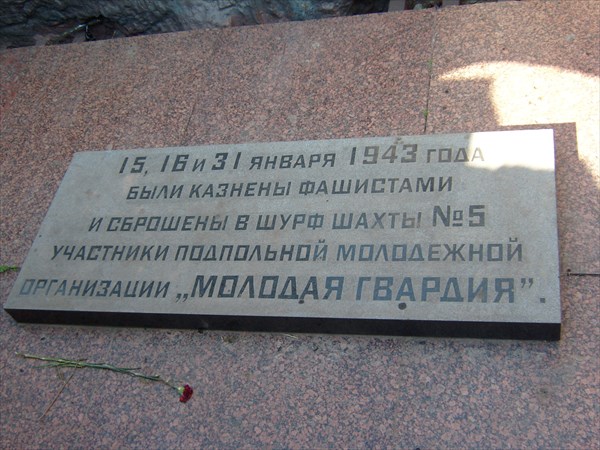 15, 16 и 31 ЯНВАРЯ 1943 ГОДА
БЫЛИ КАЗНЕНЫ ФАШИСТАМИ
И СБРОШЕНЫ В ШУРФ ШАХТЫ №5
УЧАСТНИКИ ПОДПОЛЬНОЙ МОЛОДЕЖНОЙ
ОРГАНИЗАЦИИ „МОЛОДАЯ ГВАРДИЯ”.